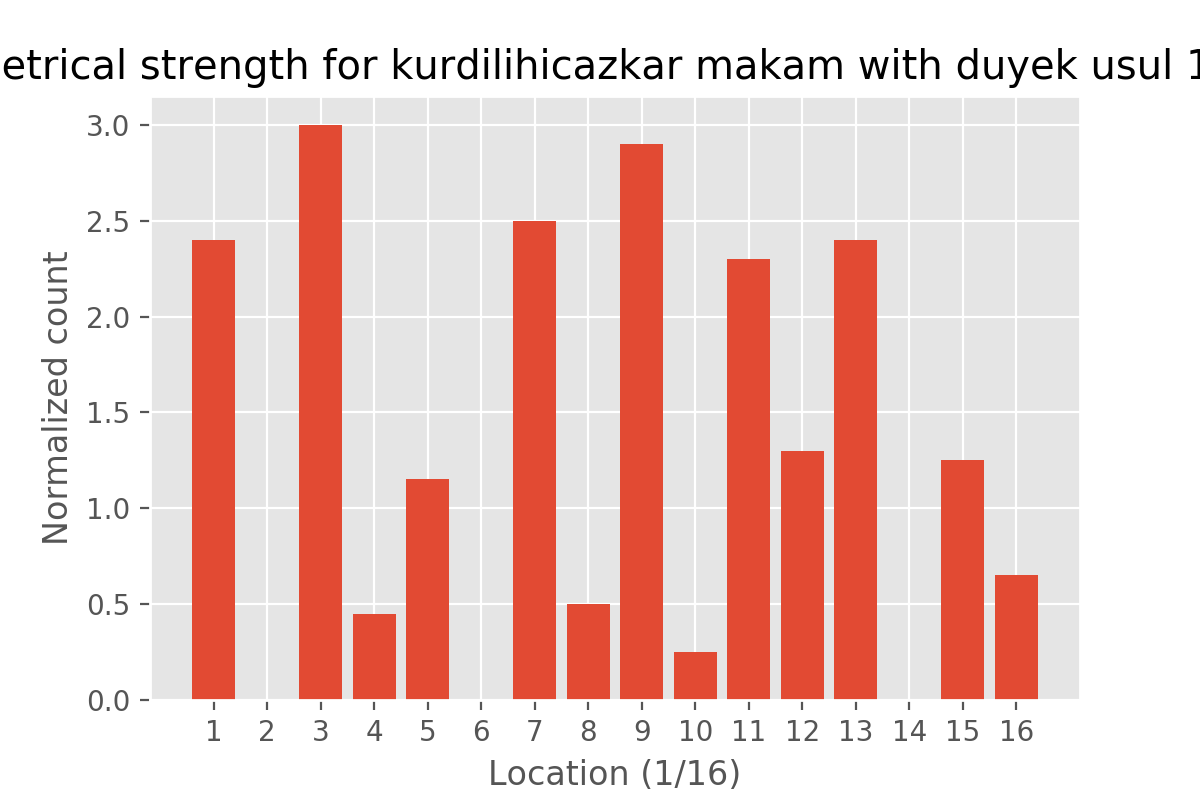 etrical strength for kurdilihicazkar makam with duyek usul 1
3.0
2.5
2.0
1.5
1.0
0.5
0.0
Normalized count
1 2 3 4 5 6 7 8 9 10 11 12 13 14 15 16
Location (1/16)